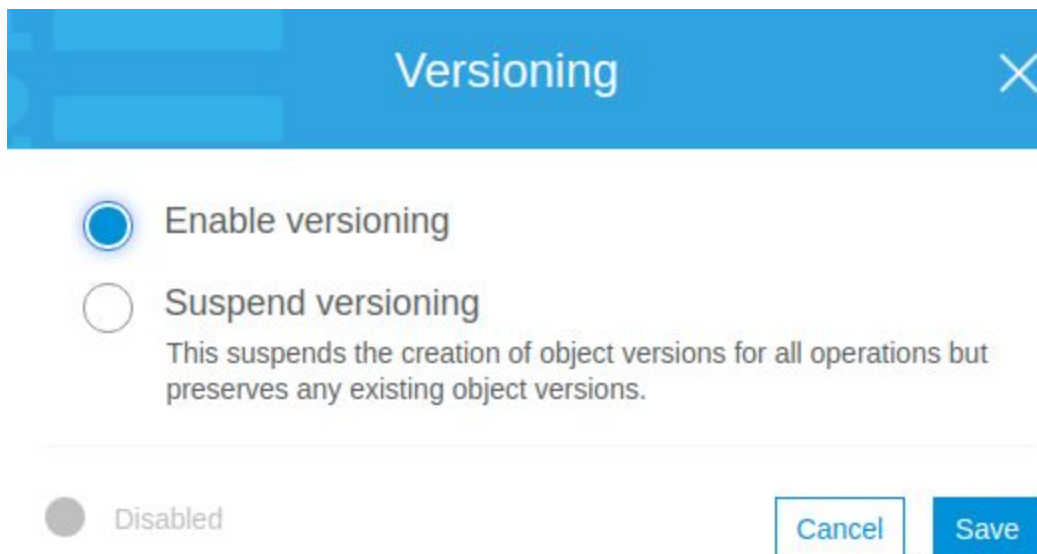 Versioning
Enable versioning
Suspend versioning
This suspends the creation of object versions for all operations but
preserves any existing object versions.
Disabled
Cancel
Save